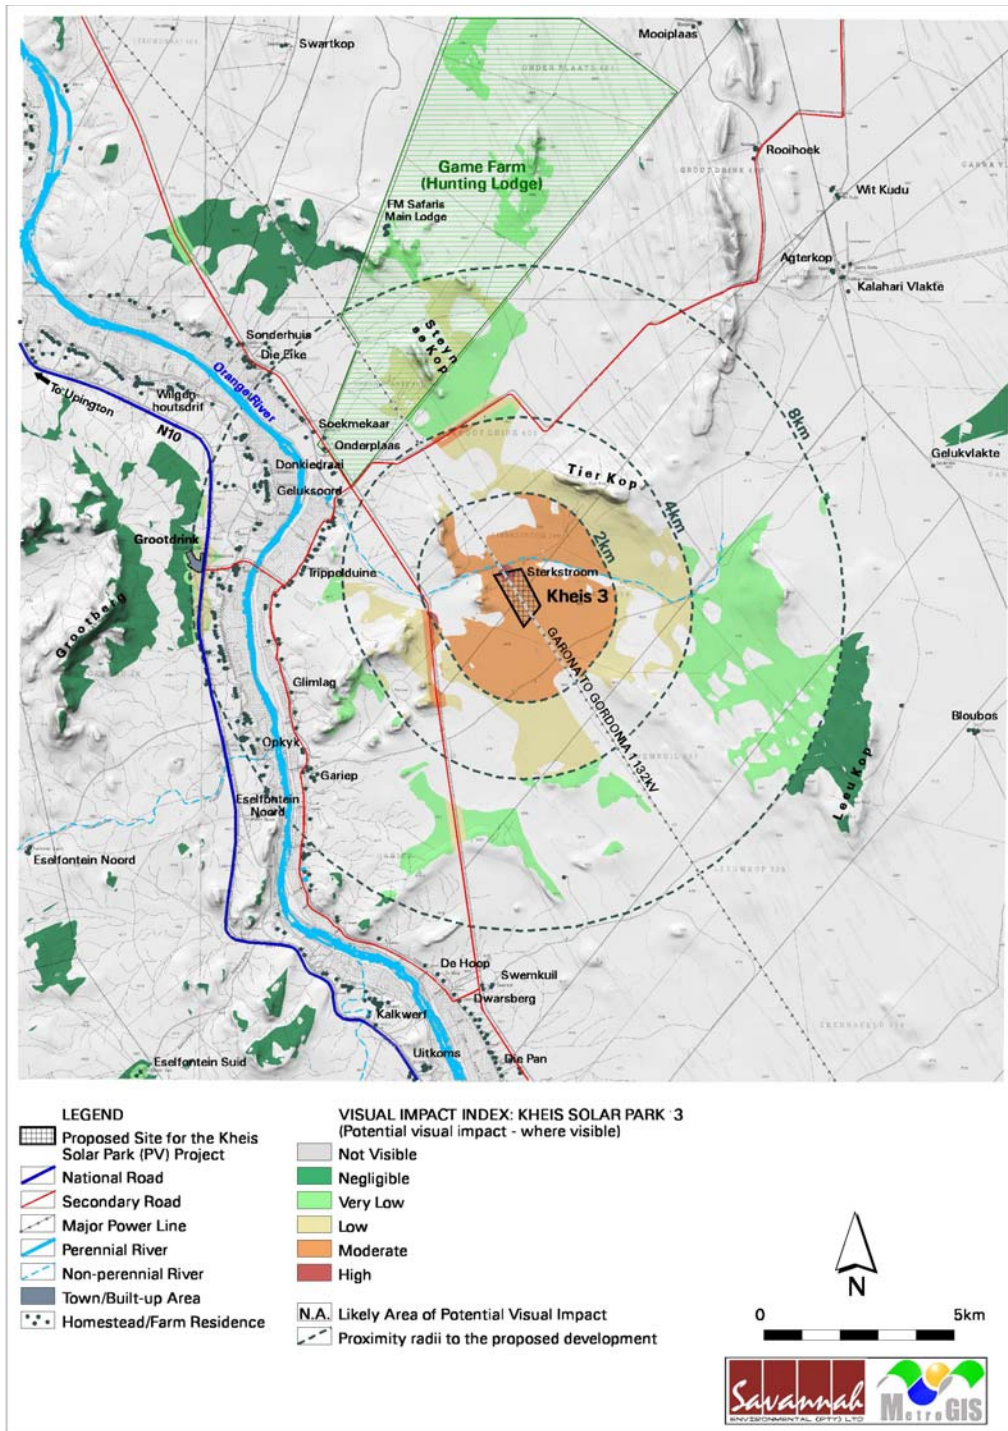 Swartkop
Mooiplaas
Game Farm
(Hunting Lodge)
Rooihoek
Wit Kudu
FM Safaris
Main Lodge
Agterkop
Kalahari Vlakte
Steyn
se Kop
Sonderhuis
Die Eike
Orange River
To Upington
Wilgen
houtsdrif
N10
Soekmekaar
Onderplaas
Donkiedraai
Geluksoord
8km
Gelukvlakte
Tier Kop
4km
2km
Grootdrink
Trippelduine
Sterkstroom
Kheis 3
Grootberg
GARONA TO GORDONIA 1 132kV
Glimlag
Opkyk
Gariep
Bloubos
Leeu Kop
Eselfontein
Noord
Eselfontein Noord
De Hoop
Swemkuil
Dwarsberg
Kalkwerf
Uitkoms
Die Pan
Eselfontein Suid
LEGEND
Proposed Site for the Kheis
Solar Park (PV) Project
National Road
Secondary Road
Major Power Line
Perennial River
Non-perennial River
Town/Built-up Area
Homestead/Farm Residence
VISUAL IMPACT INDEX: KHEIS SOLAR PARK 3
(Potential visual impact - where visible)
Not Visible
Negligible
Very Low
Low
Moderate
High
N.A. Likely Area of Potential Visual Impact
Proximity radii to the proposed development
N
0 5km
Savannah
ENVIRONMENTAL (PTY) LTD
MetroGIS